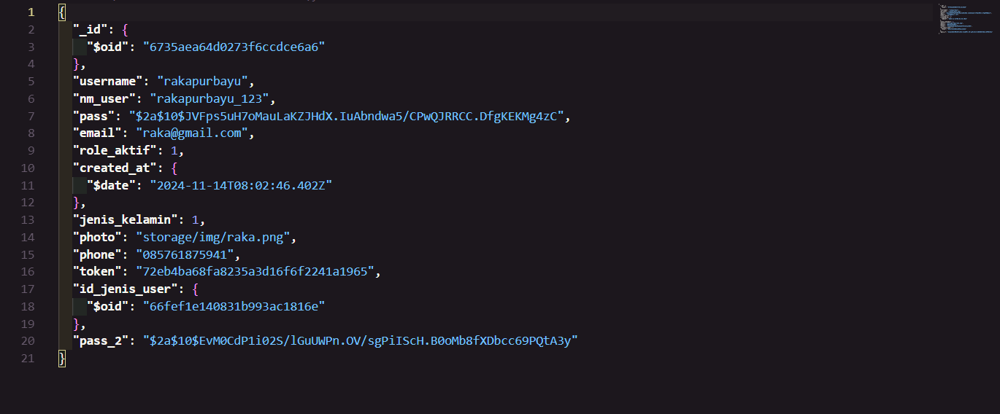 1 {
2 "_id": {
3 "$oid": "6735aea64d0273f6ccdce6a6"
4 },
5 "username": "rakapurbayu",
6 "nm_user": "rakapurbayu_123",
7 "pass": "$2a$10$JVFps5uH7oMauLaKZJHdX.IuAbndwa5/CPwQJRRCC.DfgKEKMg4zC",
8 "email": "raka@gmail.com",
9 "role_aktif": 1,
10 "created_at": {
11 "$date": "2024-11-14T08:02:46.402Z"
12 },
13 "jenis_kelamin": 1,
14 "photo": "storage/img/raka.png",
15 "phone": "085761875941",
16 "token": "72eb4ba68fa8235a3d16f6f2241a1965",
17 "id_jenis_user": {
18 "$oid": "66fef1e140831b993ac1816e"
19 },
20 "pass_2": "$2a$10$EvM0CdP1i02S/lGuUWPn.OV/sgPiIScH.B0oMb8fXDbcc69PQtA3y"
21 }